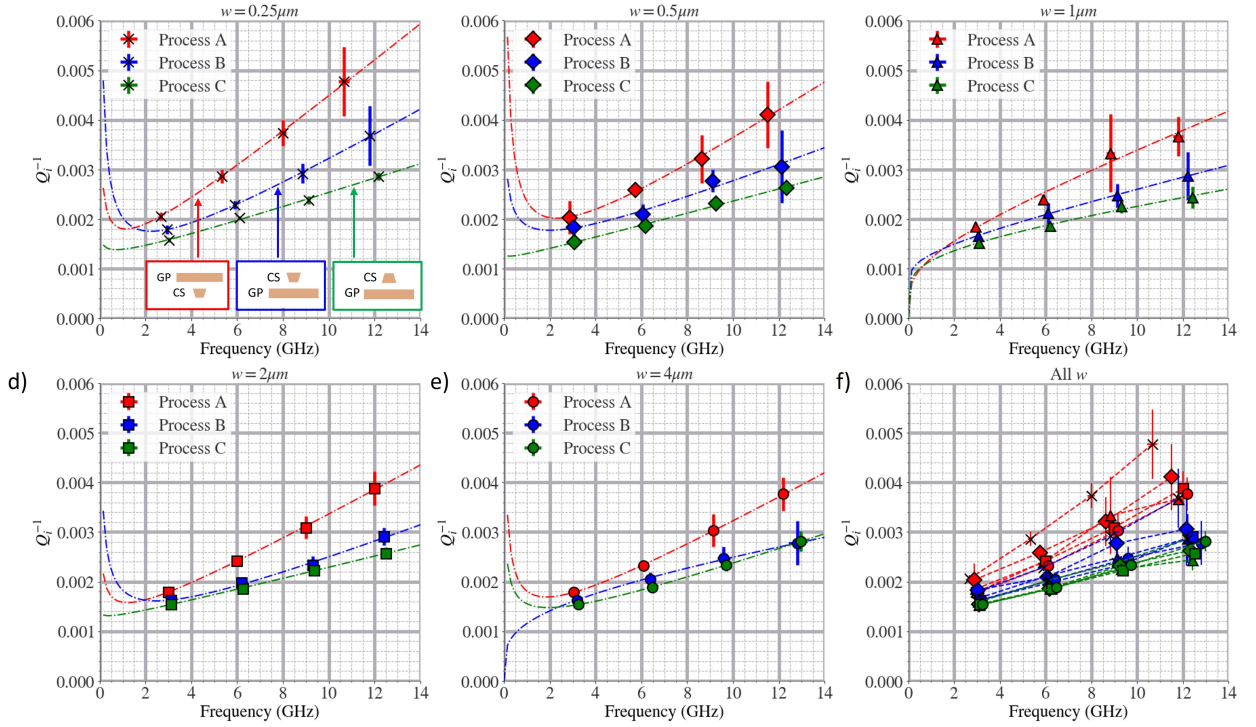 w = 0.25μm
0.006
0.005
0.004
0.003
0.002
0.001
0.000
Qᵢ⁻¹
Process A
Process B
Process C
GP
CS
CS
GP
CS
GP
0 2 4 6 8 10 12 14
Frequency (GHz)
w = 0.5μm
0.006
0.005
0.004
0.003
0.002
0.001
0.000
Qᵢ⁻¹
Process A
Process B
Process C
0 2 4 6 8 10 12 14
Frequency (GHz)
w = 1μm
0.006
0.005
0.004
0.003
0.002
0.001
0.000
Qᵢ⁻¹
Process A
Process B
Process C
0 2 4 6 8 10 12 14
Frequency (GHz)
d)
w = 2μm
0.006
0.005
0.004
0.003
0.002
0.001
0.000
Qᵢ⁻¹
Process A
Process B
Process C
0 2 4 6 8 10 12 14
Frequency (GHz)
e)
w = 4μm
0.006
0.005
0.004
0.003
0.002
0.001
0.000
Qᵢ⁻¹
Process A
Process B
Process C
0 2 4 6 8 10 12 14
Frequency (GHz)
f)
All w
0.006
0.005
0.004
0.003
0.002
0.001
0.000
Qᵢ⁻¹
0 2 4 6 8 10 12 14
Frequency (GHz)